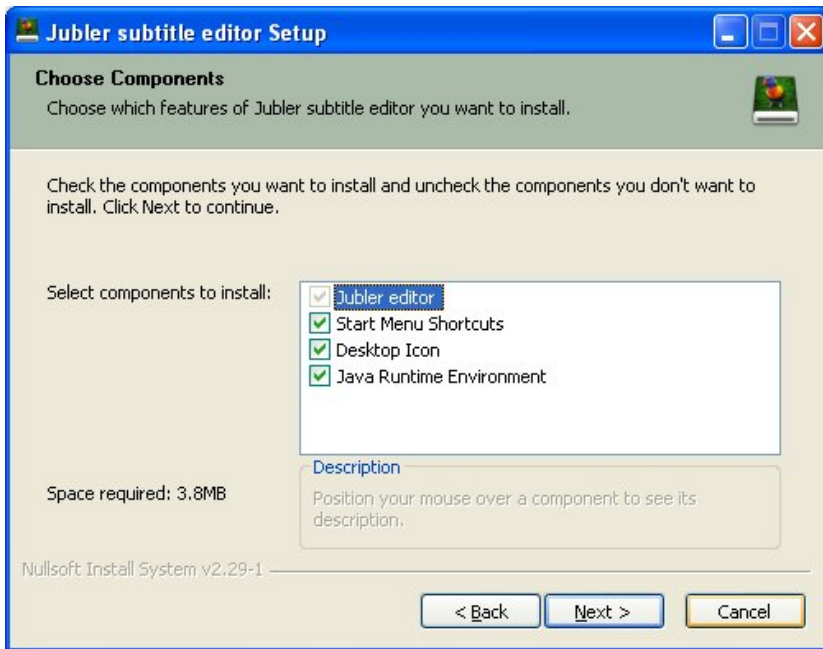 Jubler subtitle editor Setup
Choose Components
Choose which features of Jubler subtitle editor you want to install.
Check the components you want to install and uncheck the components you don't want to
install. Click Next to continue.
Select components to install:
Jubler editor
Start Menu Shortcuts
Desktop Icon
Java Runtime Environment
Space required: 3.8MB
Description
Position your mouse over a component to see its
description.
Nullsoft Install System v2.29-1
< Back
Next >
Cancel